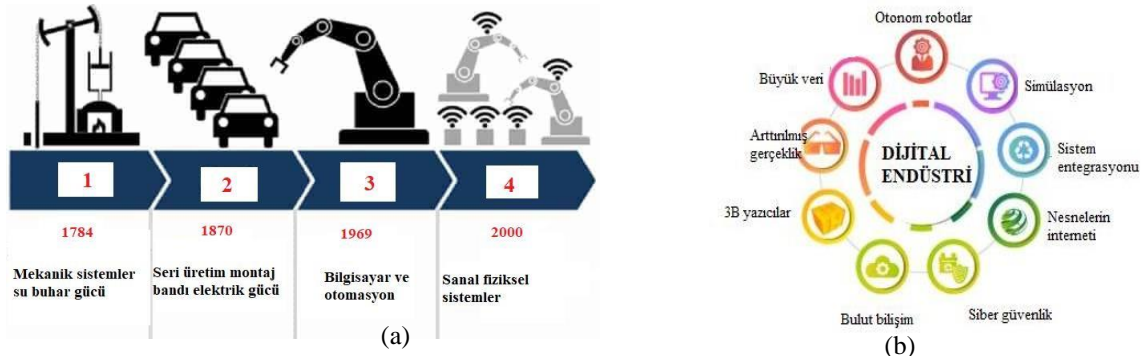 1
2
3
4
1784
1870
1969
2000
Mekanik sistemler
su buhar gücü
Seri üretim montaj
bandı elektrik gücü
Bilgisayar ve
otomasyon
Sanal fiziksel
sistemler
(a)
Otonom robotlar
Büyük veri
Simülasyon
Arttırılmış
gerçeklik
DİJİTAL
ENDÜSTRİ
Sistem
entegrasyonu
3B yazıcılar
Nesnelerin
interneti
Bulut bilişim
Siber güvenlik
(b)